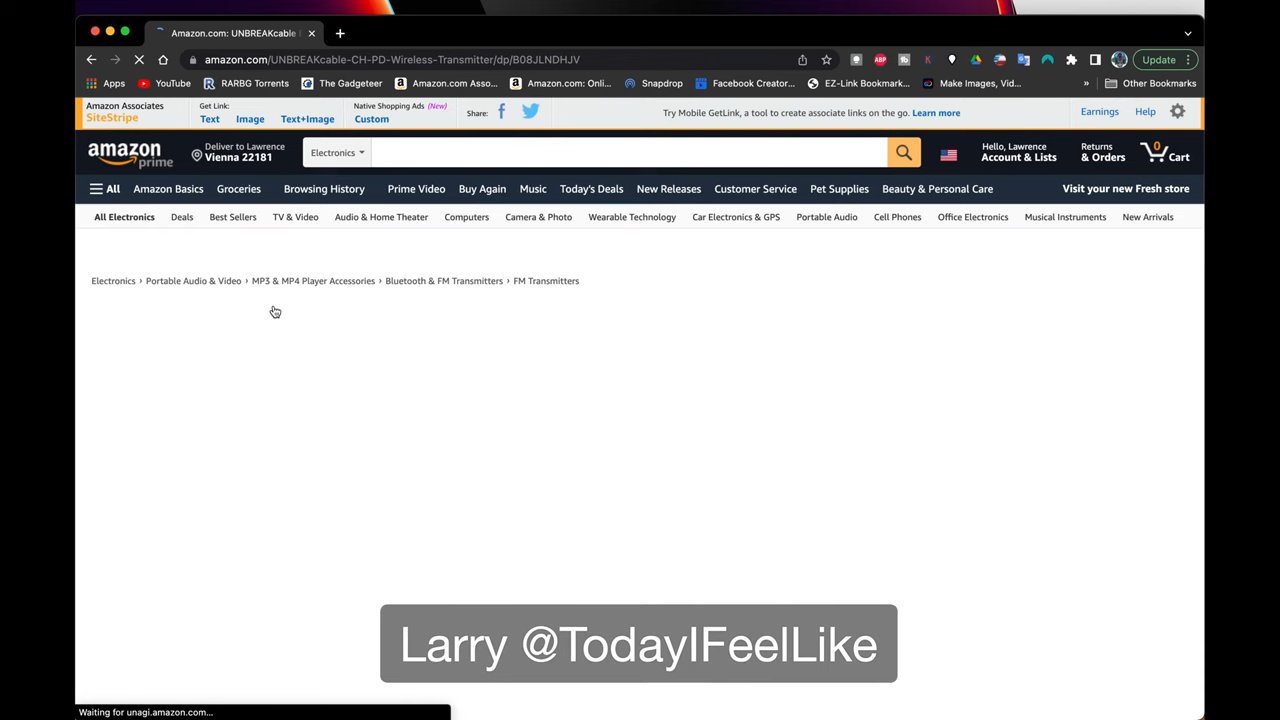 Amazon.com: UNBREAKcable
amazon.com/UNBREAKcable-CH-PD-Wireless-Transmitter/dp/B08JLNDHJV
ABP
K
Update
Apps YouTube RARBG Torrents The Gadgeteer Amazon.com Asso... Amazon.com: Onli... Snapdrop Facebook Creator... EZ-Link Bookmark... Make Images, Vid... » Other Bookmarks
Amazon Associates
SiteStripe
Get Link:
Text Image Text+Image
Native Shopping Ads (New)
Custom
Share:
Try Mobile GetLink, a tool to create associate links on the go. Learn more
Earnings Help
amazon
prime
Deliver to Lawrence
Vienna 22181
Electronics
Hello, Lawrence
Account & Lists
Returns
& Orders
0
Cart
All Amazon Basics Groceries Browsing History Prime Video Buy Again Music Today's Deals New Releases Customer Service Pet Supplies Beauty & Personal Care Visit your new Fresh store
All Electronics Deals Best Sellers TV & Video Audio & Home Theater Computers Camera & Photo Wearable Technology Car Electronics & GPS Portable Audio Cell Phones Office Electronics Musical Instruments New Arrivals
Electronics › Portable Audio & Video › MP3 & MP4 Player Accessories › Bluetooth & FM Transmitters › FM Transmitters
Larry @TodayIFeelLike
Waiting for unagi.amazon.com...